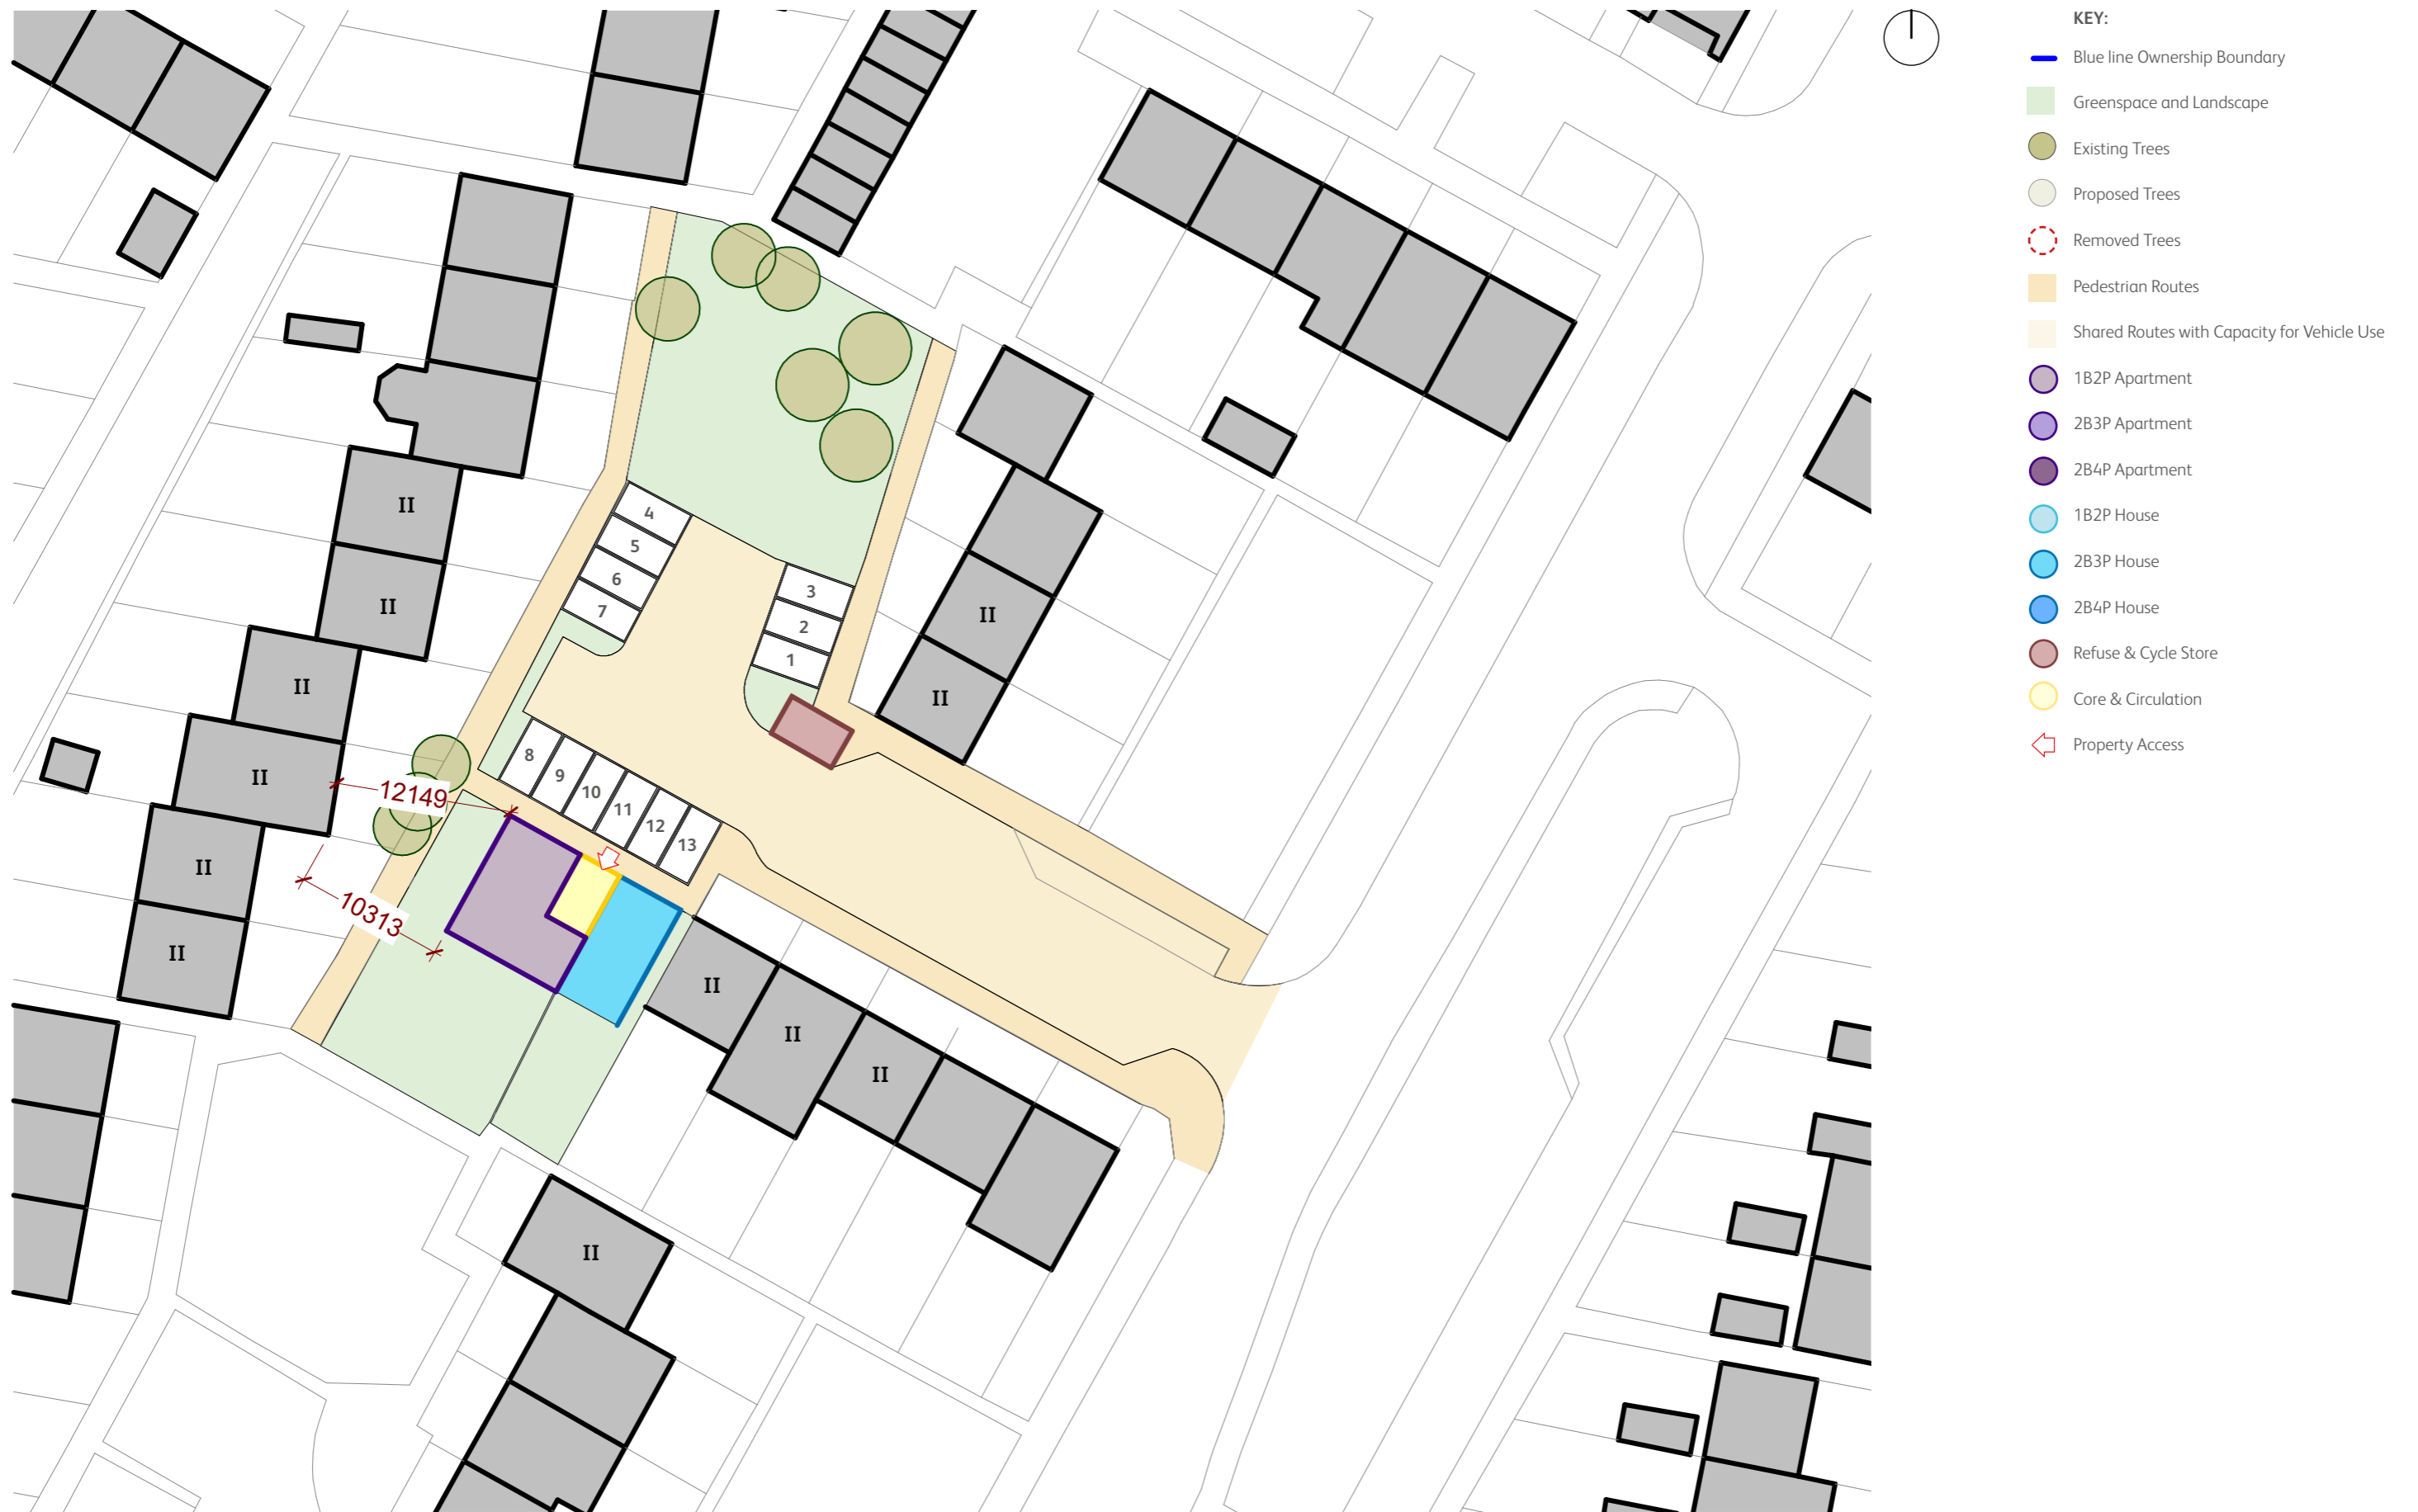 KEY:
Blue line Ownership Boundary
Greenspace and Landscape
Existing Trees
Proposed Trees
Removed Trees
Pedestrian Routes
Shared Routes with Capacity for Vehicle Use
1B2P Apartment
2B3P Apartment
2B4P Apartment
1B2P House
2B3P House
2B4P House
Refuse & Cycle Store
Core & Circulation
Property Access
II
II
II
II
II
II
4
5
6
7
3
2
1
II
II
8
9
10
11
12
13
12149
10313
II
II
II
II